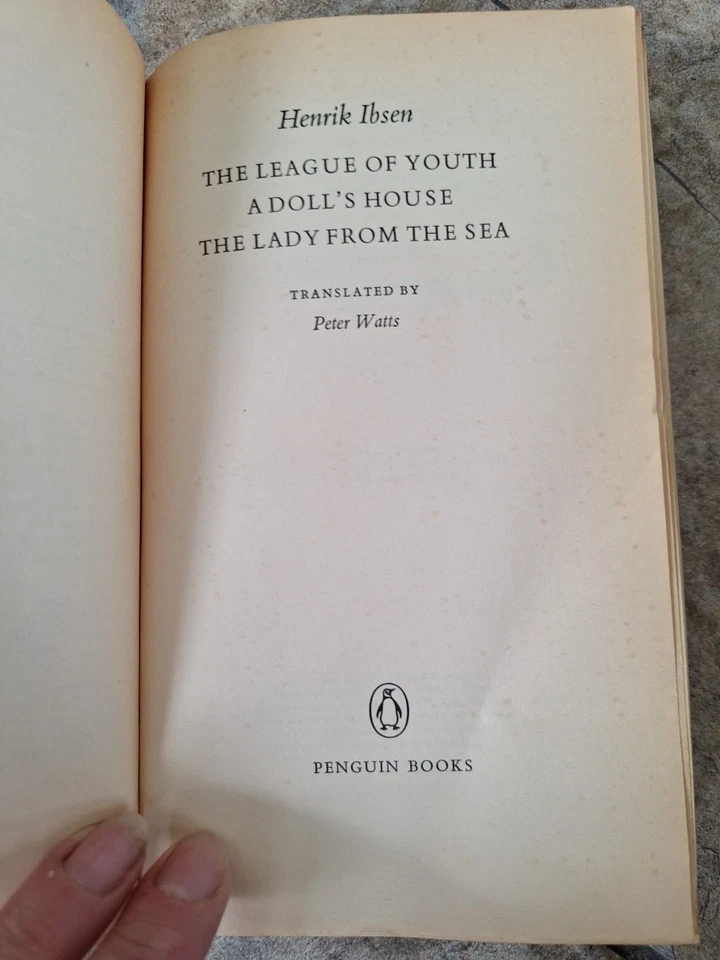 Henrik Ibsen
THE LEAGUE OF YOUTH
A DOLL'S HOUSE
THE LADY FROM THE SEA
TRANSLATED BY
Peter Watts
PENGUIN BOOKS